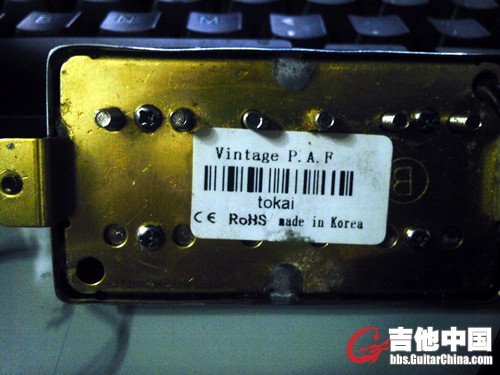 B N M
Vintage P.A.F
tokai
CE RoHS made in Korea
B
吉他中国
bbs.GuitarChina.com